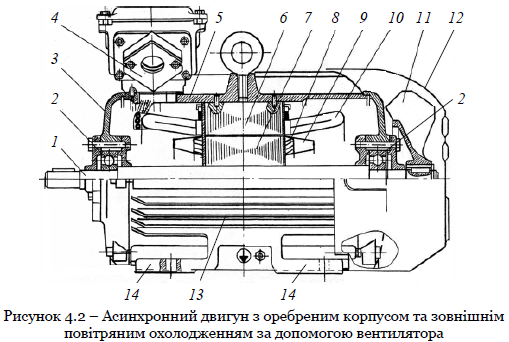 4 5 6 7 8 9 10 11 12
3
2 2
1
14 13 14
Рисунок 4.2 – Асинхронний двигун з оребреним корпусом та зовнішнім
повітряним охолодженням за допомогою вентилятора